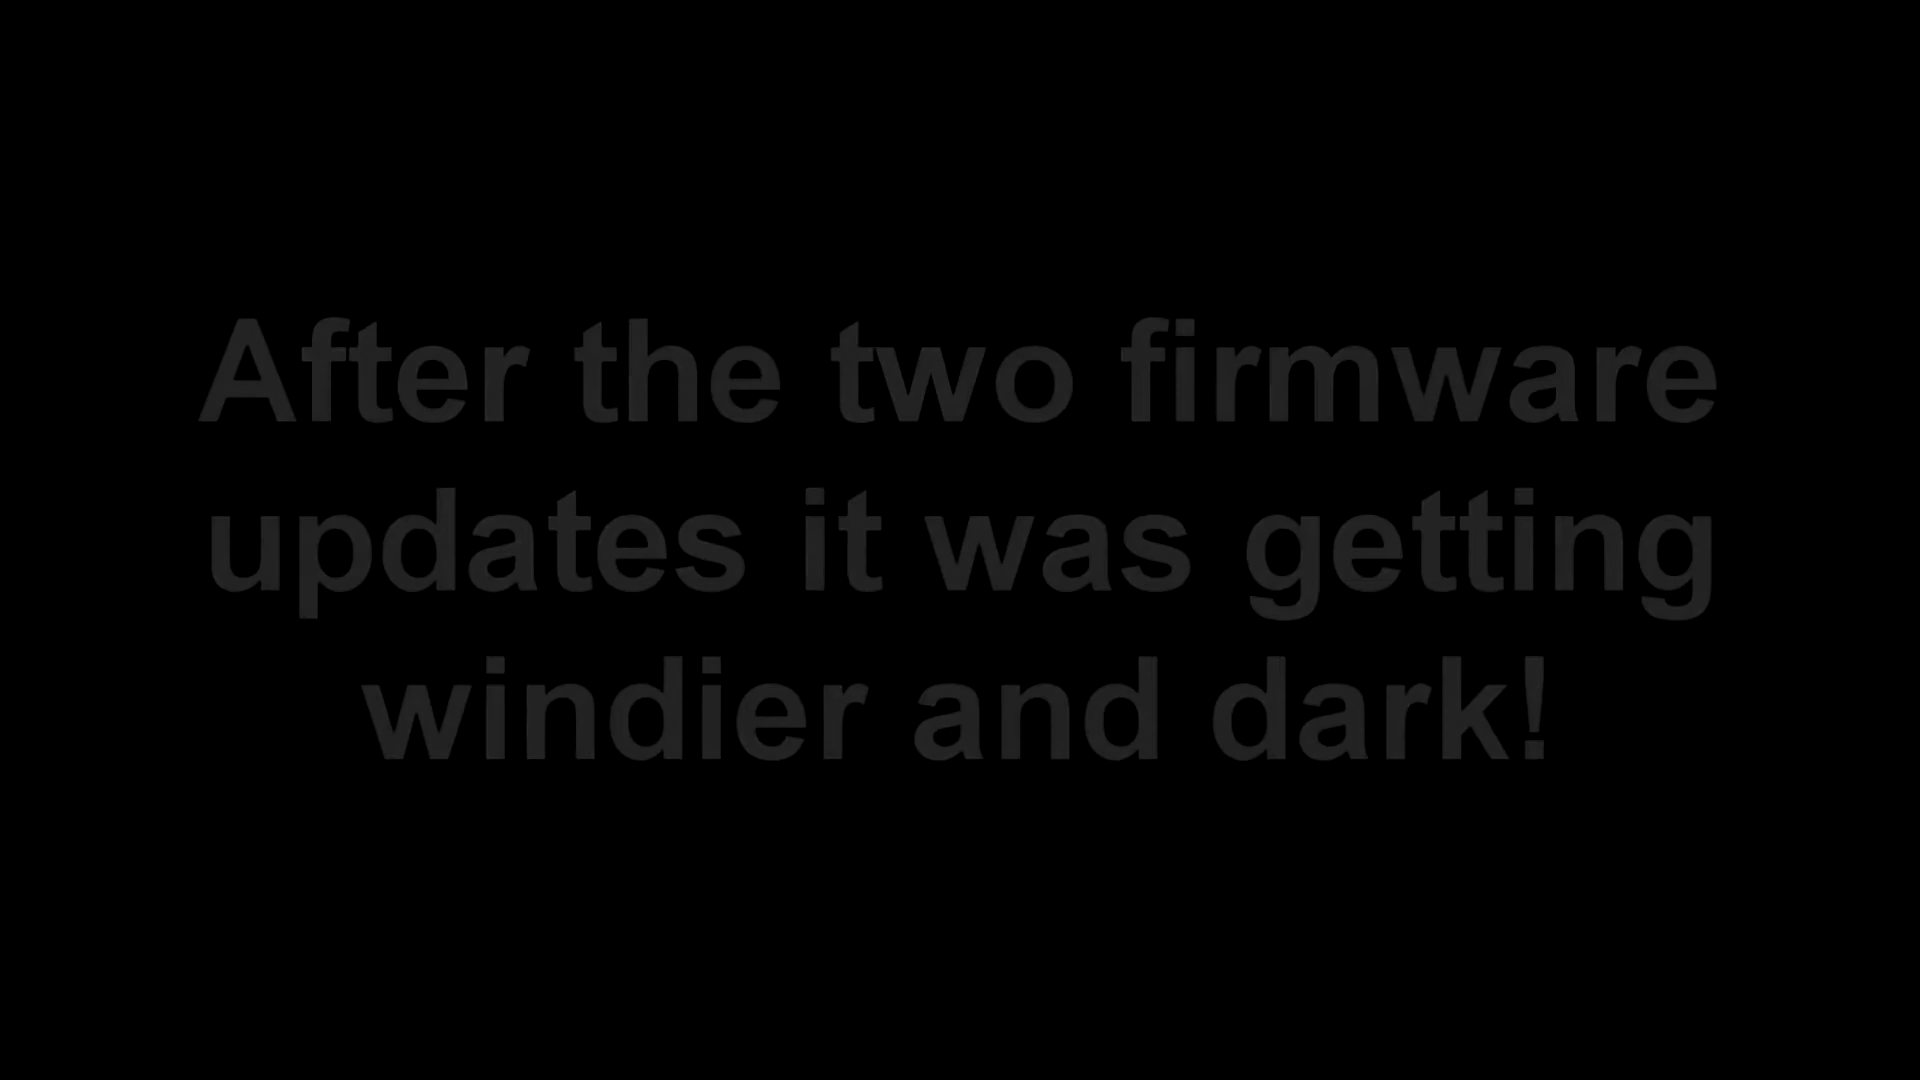 After the two firmware
updates it was getting
windier and dark!